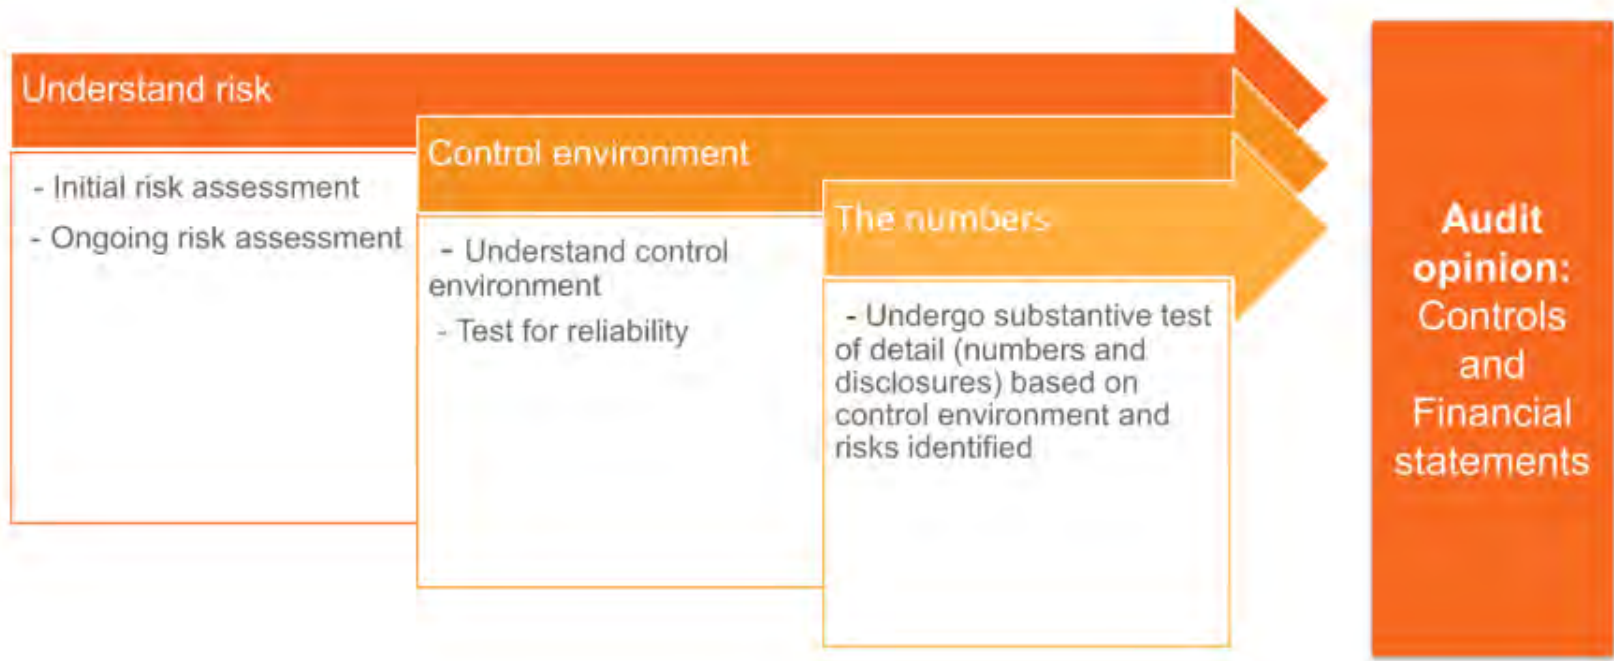 Understand risk
- Initial risk assessment
- Ongoing risk assessment
Control environment
- Understand control
environment
- Test for reliability
The numbers
- Undergo substantive test
of detail (numbers and
disclosures) based on
control environment and
risks identified
Audit
opinion:
Controls
and
Financial
statements